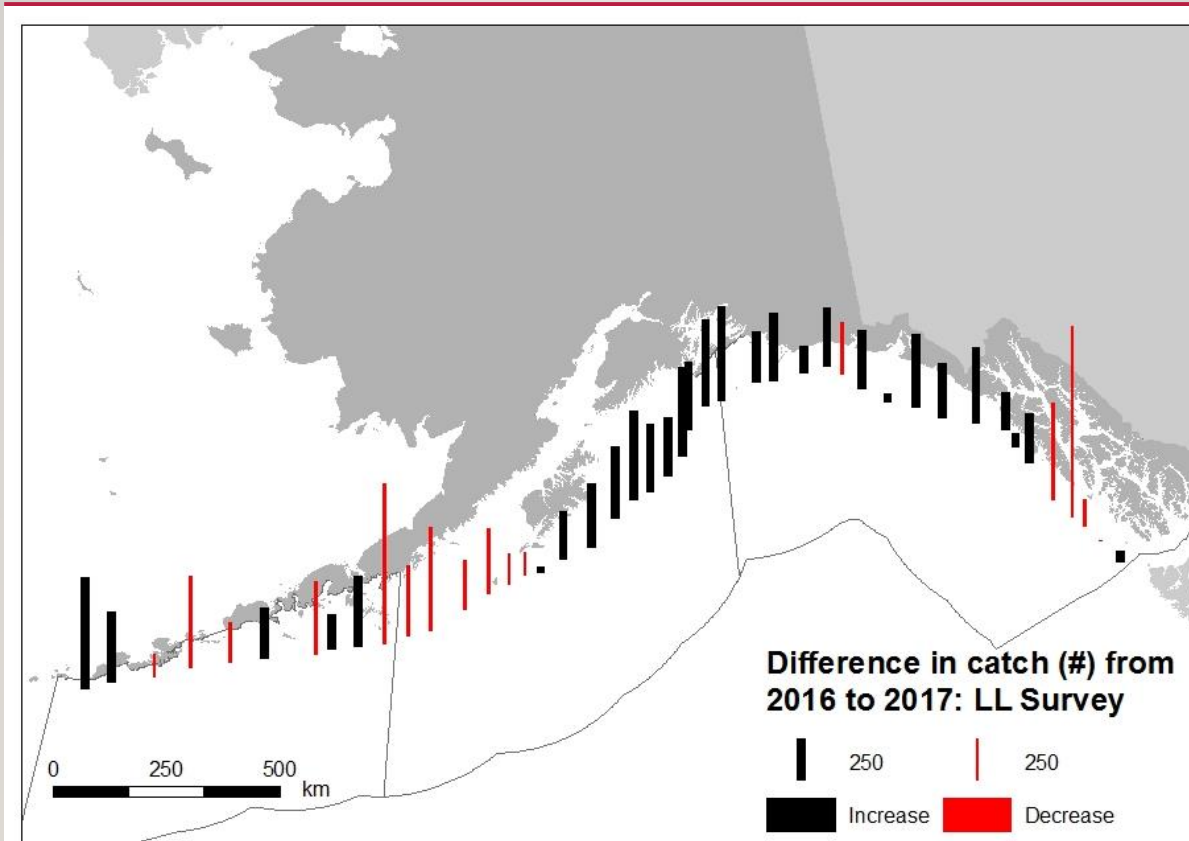 Difference in catch (#) from
2016 to 2017: LL Survey
250 250
Increase Decrease
0 250 500
km